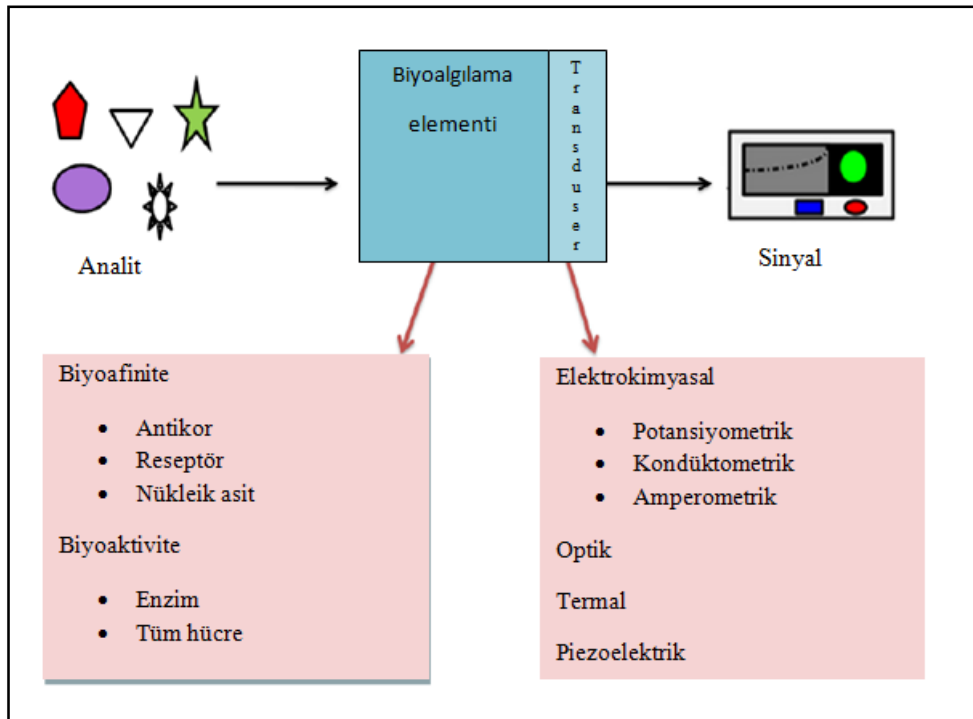 Biyoalgılama
elementi
Transduser
Analit
Sinyal
Biyoafinite
• Antikor
• Reseptör
• Nükleik asit
Biyoaktivite
• Enzim
• Tüm hücre
Elektrokimyasal
• Potansiyometrik
• Kondüktometrik
• Amperometrik
Optik
Termal
Piezoelektrik